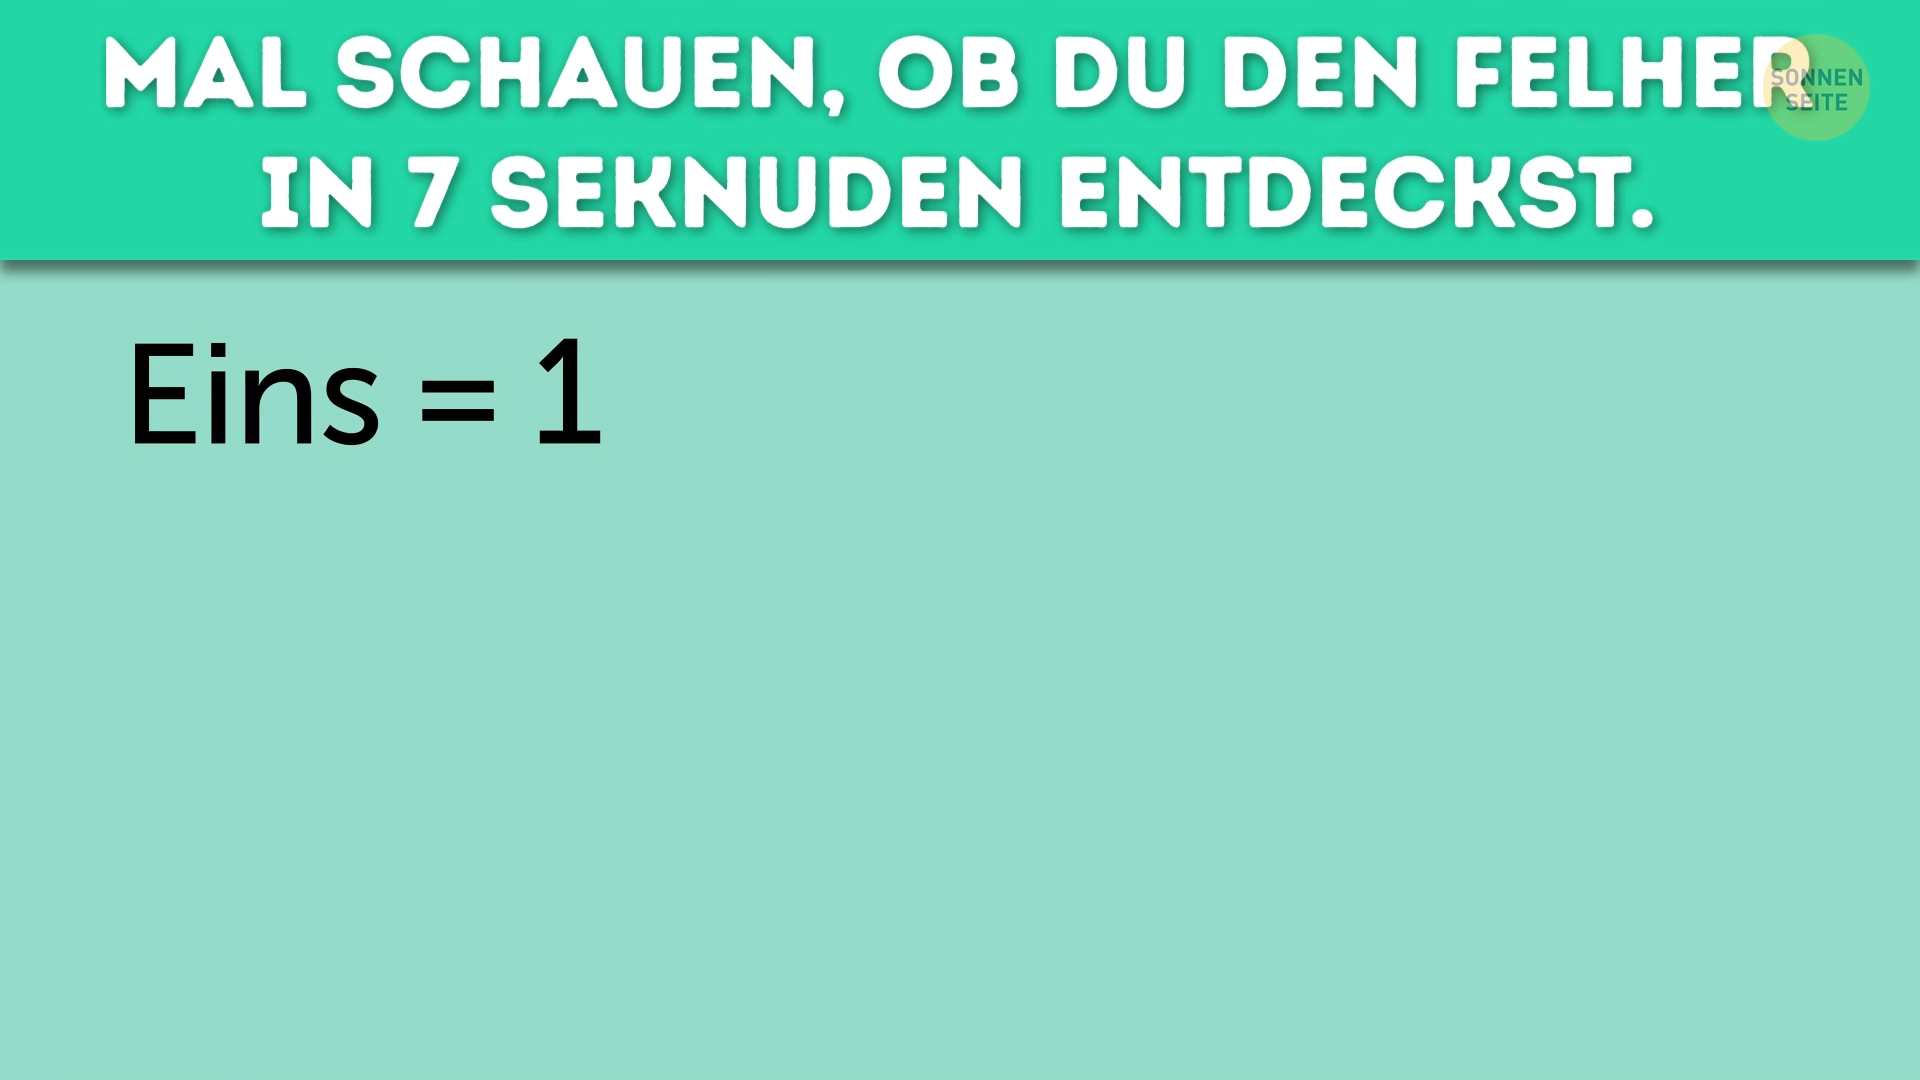 MAL SCHAUEN, OB DU DEN FELHER
IN 7 SEKNUDEN ENTDECKST.
SONNEN
SEITE
Eins = 1